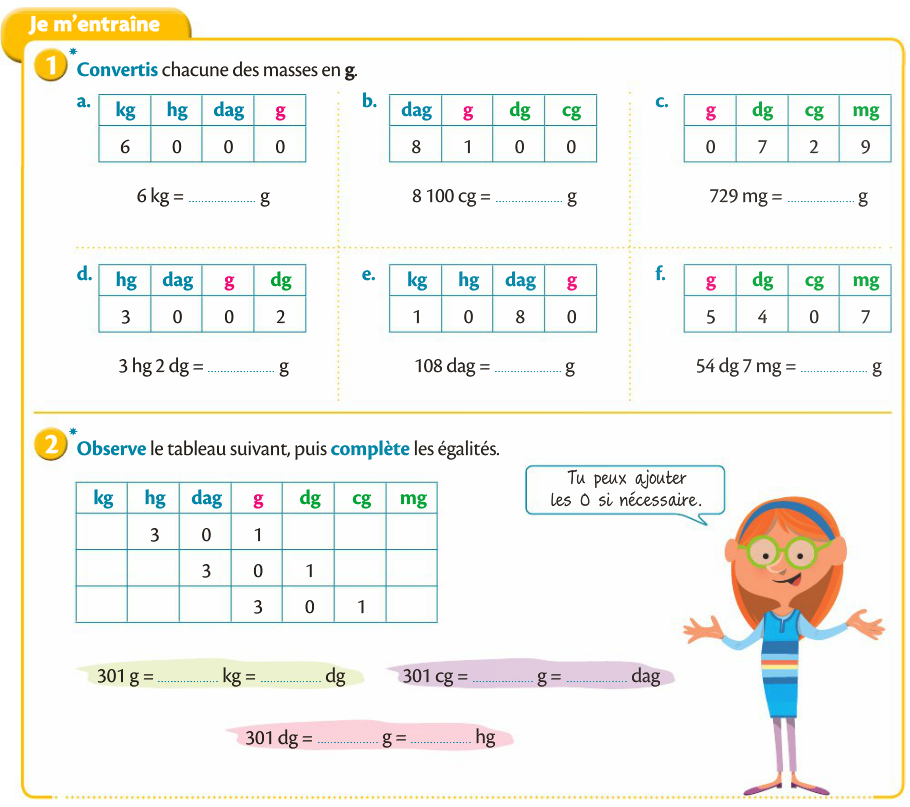 Je m'entraîne
1 * Convertis chacune des masses en g.
a.
kg hg dag g
6 0 0 0
6 kg = .................... g
b.
dag g dg cg
8 1 0 0
8 100 cg = .................... g
c.
g dg cg mg
0 7 2 9
729 mg = .................... g
d.
hg dag g dg
3 0 0 2
3 hg 2 dg = .................... g
e.
kg hg dag g
1 0 8 0
108 dag = .................... g
f.
g dg cg mg
5 4 0 7
54 dg 7 mg = .................... g
2 * Observe le tableau suivant, puis complète les égalités.
kg hg dag g dg cg mg
3 0 1
3 0 1
3 0 1
Tu peux ajouter
les 0 si nécessaire.
301 g = .................. kg = .................. dg
301 cg = .................. g = .................. dag
301 dg = .................. g = .................. hg